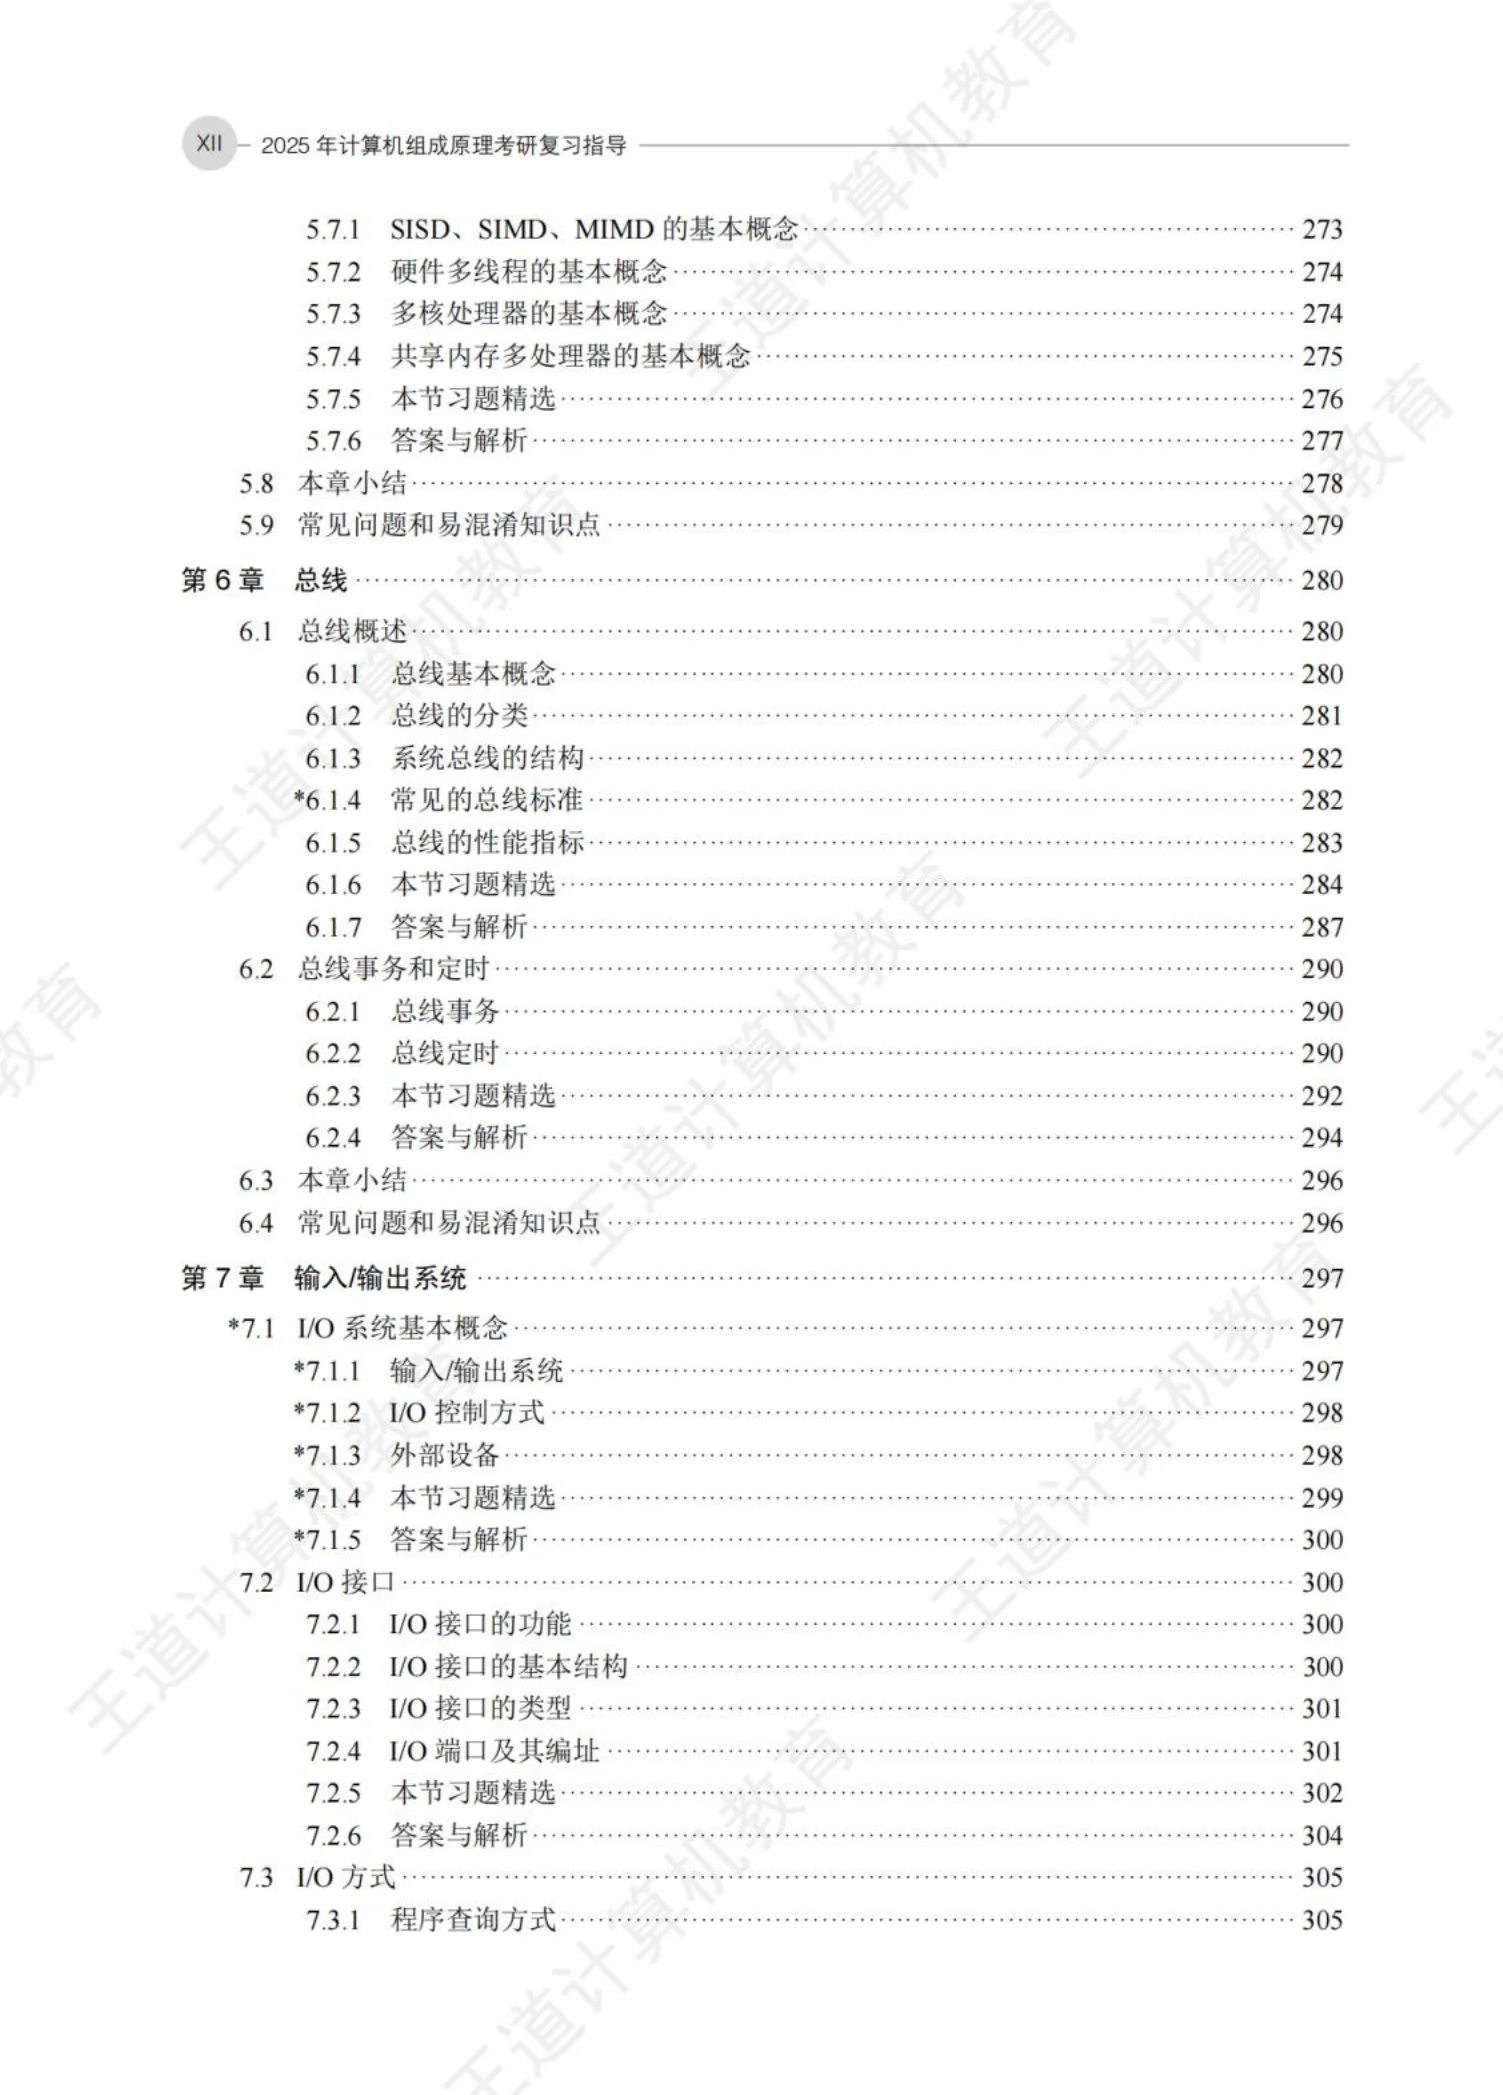 XII 2025 年计算机组成原理考研复习指导
5.7.1 SISD、SIMD、MIMD 的基本概念 273
5.7.2 硬件多线程的基本概念 274
5.7.3 多核处理器的基本概念 274
5.7.4 共享内存多处理器的基本概念 275
5.7.5 本节习题精选 276
5.7.6 答案与解析 277
5.8 本章小结 278
5.9 常见问题和易混淆知识点 279
第 6 章 总线 280
6.1 总线概述 280
6.1.1 总线基本概念 280
6.1.2 总线的分类 281
6.1.3 系统总线的结构 282
*6.1.4 常见的总线标准 282
6.1.5 总线的性能指标 283
6.1.6 本节习题精选 284
6.1.7 答案与解析 287
6.2 总线事务和定时 290
6.2.1 总线事务 290
6.2.2 总线定时 290
6.2.3 本节习题精选 292
6.2.4 答案与解析 294
6.3 本章小结 296
6.4 常见问题和易混淆知识点 296
第 7 章 输入/输出系统 297
*7.1 I/O 系统基本概念 297
*7.1.1 输入/输出系统 297
*7.1.2 I/O 控制方式 298
*7.1.3 外部设备 298
*7.1.4 本节习题精选 299
*7.1.5 答案与解析 300
7.2 I/O 接口 300
7.2.1 I/O 接口的功能 300
7.2.2 I/O 接口的基本结构 300
7.2.3 I/O 接口的类型 301
7.2.4 I/O 端口及其编址 301
7.2.5 本节习题精选 302
7.2.6 答案与解析 304
7.3 I/O 方式 305
7.3.1 程序查询方式 305
王道计算机教育